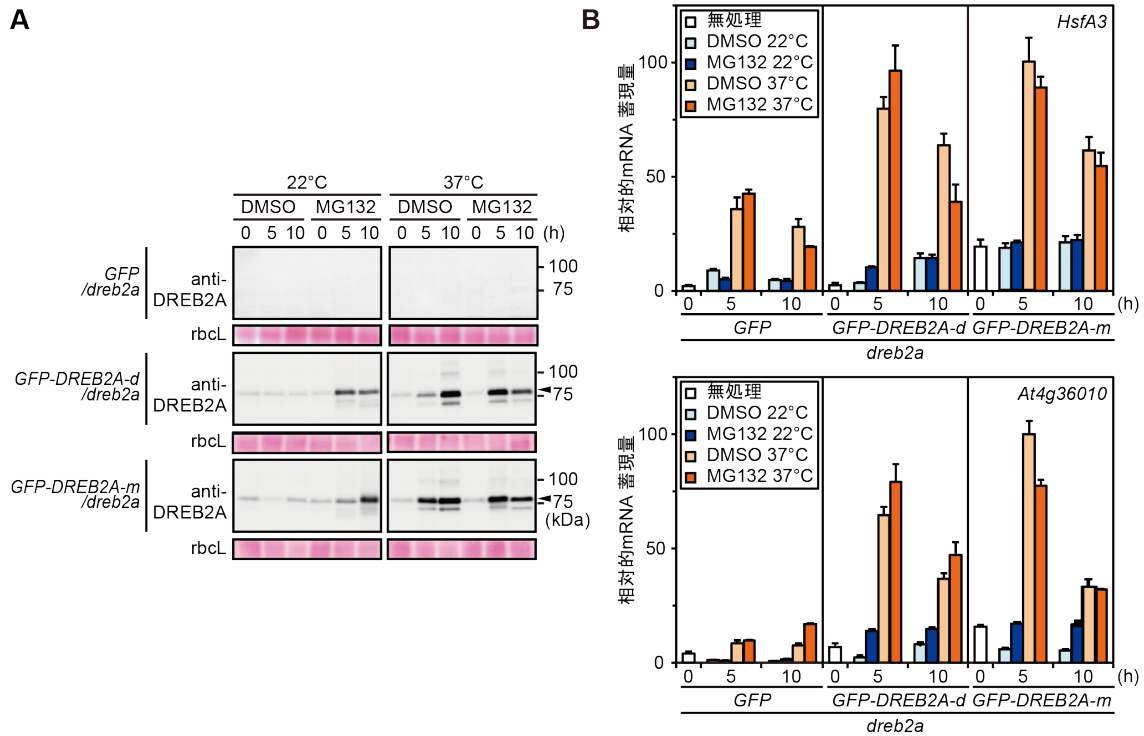 A
22°C
37°C
DMSO MG132 DMSO MG132
0 5 10 0 5 10 0 5 10 0 5 10 (h)
GFP
/dreb2a
anti-
DREB2A
100
75
rbcL
GFP-DREB2A-d
/dreb2a
anti-
DREB2A
100
75
rbcL
GFP-DREB2A-m
/dreb2a
anti-
DREB2A
100
75
(kDa)
rbcL
B
HsfA3
無処理
DMSO 22°C
MG132 22°C
DMSO 37°C
MG132 37°C
相対的mRNA 蓄現量
100
50
0
0 5 10 0 5 10 0 5 10 (h)
GFP GFP-DREB2A-d GFP-DREB2A-m
dreb2a
At4g36010
無処理
DMSO 22°C
MG132 22°C
DMSO 37°C
MG132 37°C
相対的mRNA 蓄現量
100
50
0
0 5 10 0 5 10 0 5 10 (h)
GFP GFP-DREB2A-d GFP-DREB2A-m
dreb2a